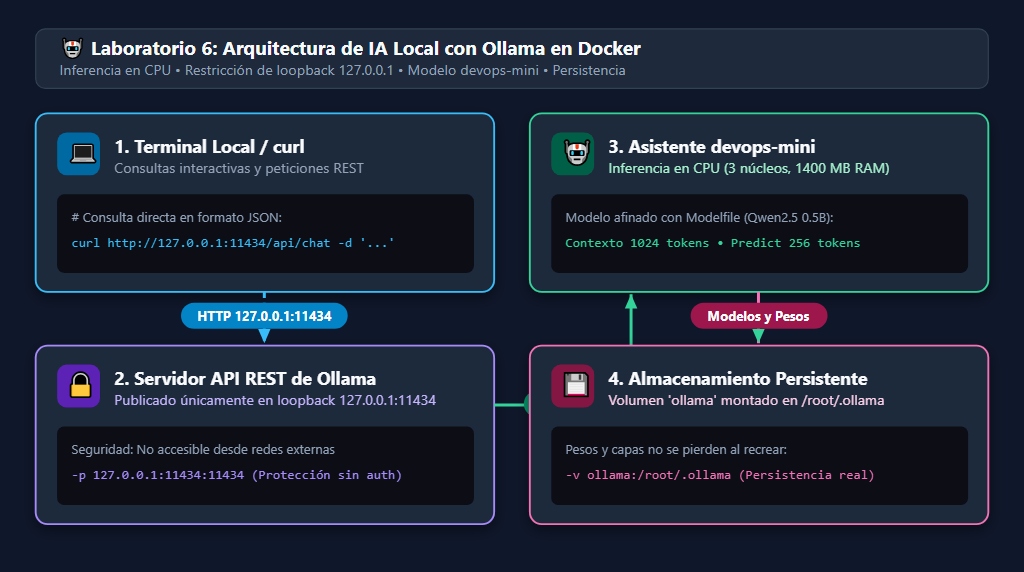 Laboratorio 6: Arquitectura de IA Local con Ollama en Docker
Inferencia en CPU • Restricción de loopback 127.0.0.1 • Modelo devops-mini • Persistencia
1. Terminal Local / curl
Consultas interactivas y peticiones REST
# Consulta directa en formato JSON:
curl http://127.0.0.1:11434/api/chat -d '...'
HTTP 127.0.0.1:11434
2. Servidor API REST de Ollama
Publicado únicamente en loopback 127.0.0.1:11434
Seguridad: No accesible desde redes externas
-p 127.0.0.1:11434:11434 (Protección sin auth)
3. Asistente devops-mini
Inferencia en CPU (3 núcleos, 1400 MB RAM)
Modelo afinado con Modelfile (Qwen2.5 0.5B):
Contexto 1024 tokens • Predict 256 tokens
Modelos y Pesos
4. Almacenamiento Persistente
Volumen 'ollama' montado en /root/.ollama
Pesos y capas no se pierden al recrear:
-v ollama:/root/.ollama (Persistencia real)